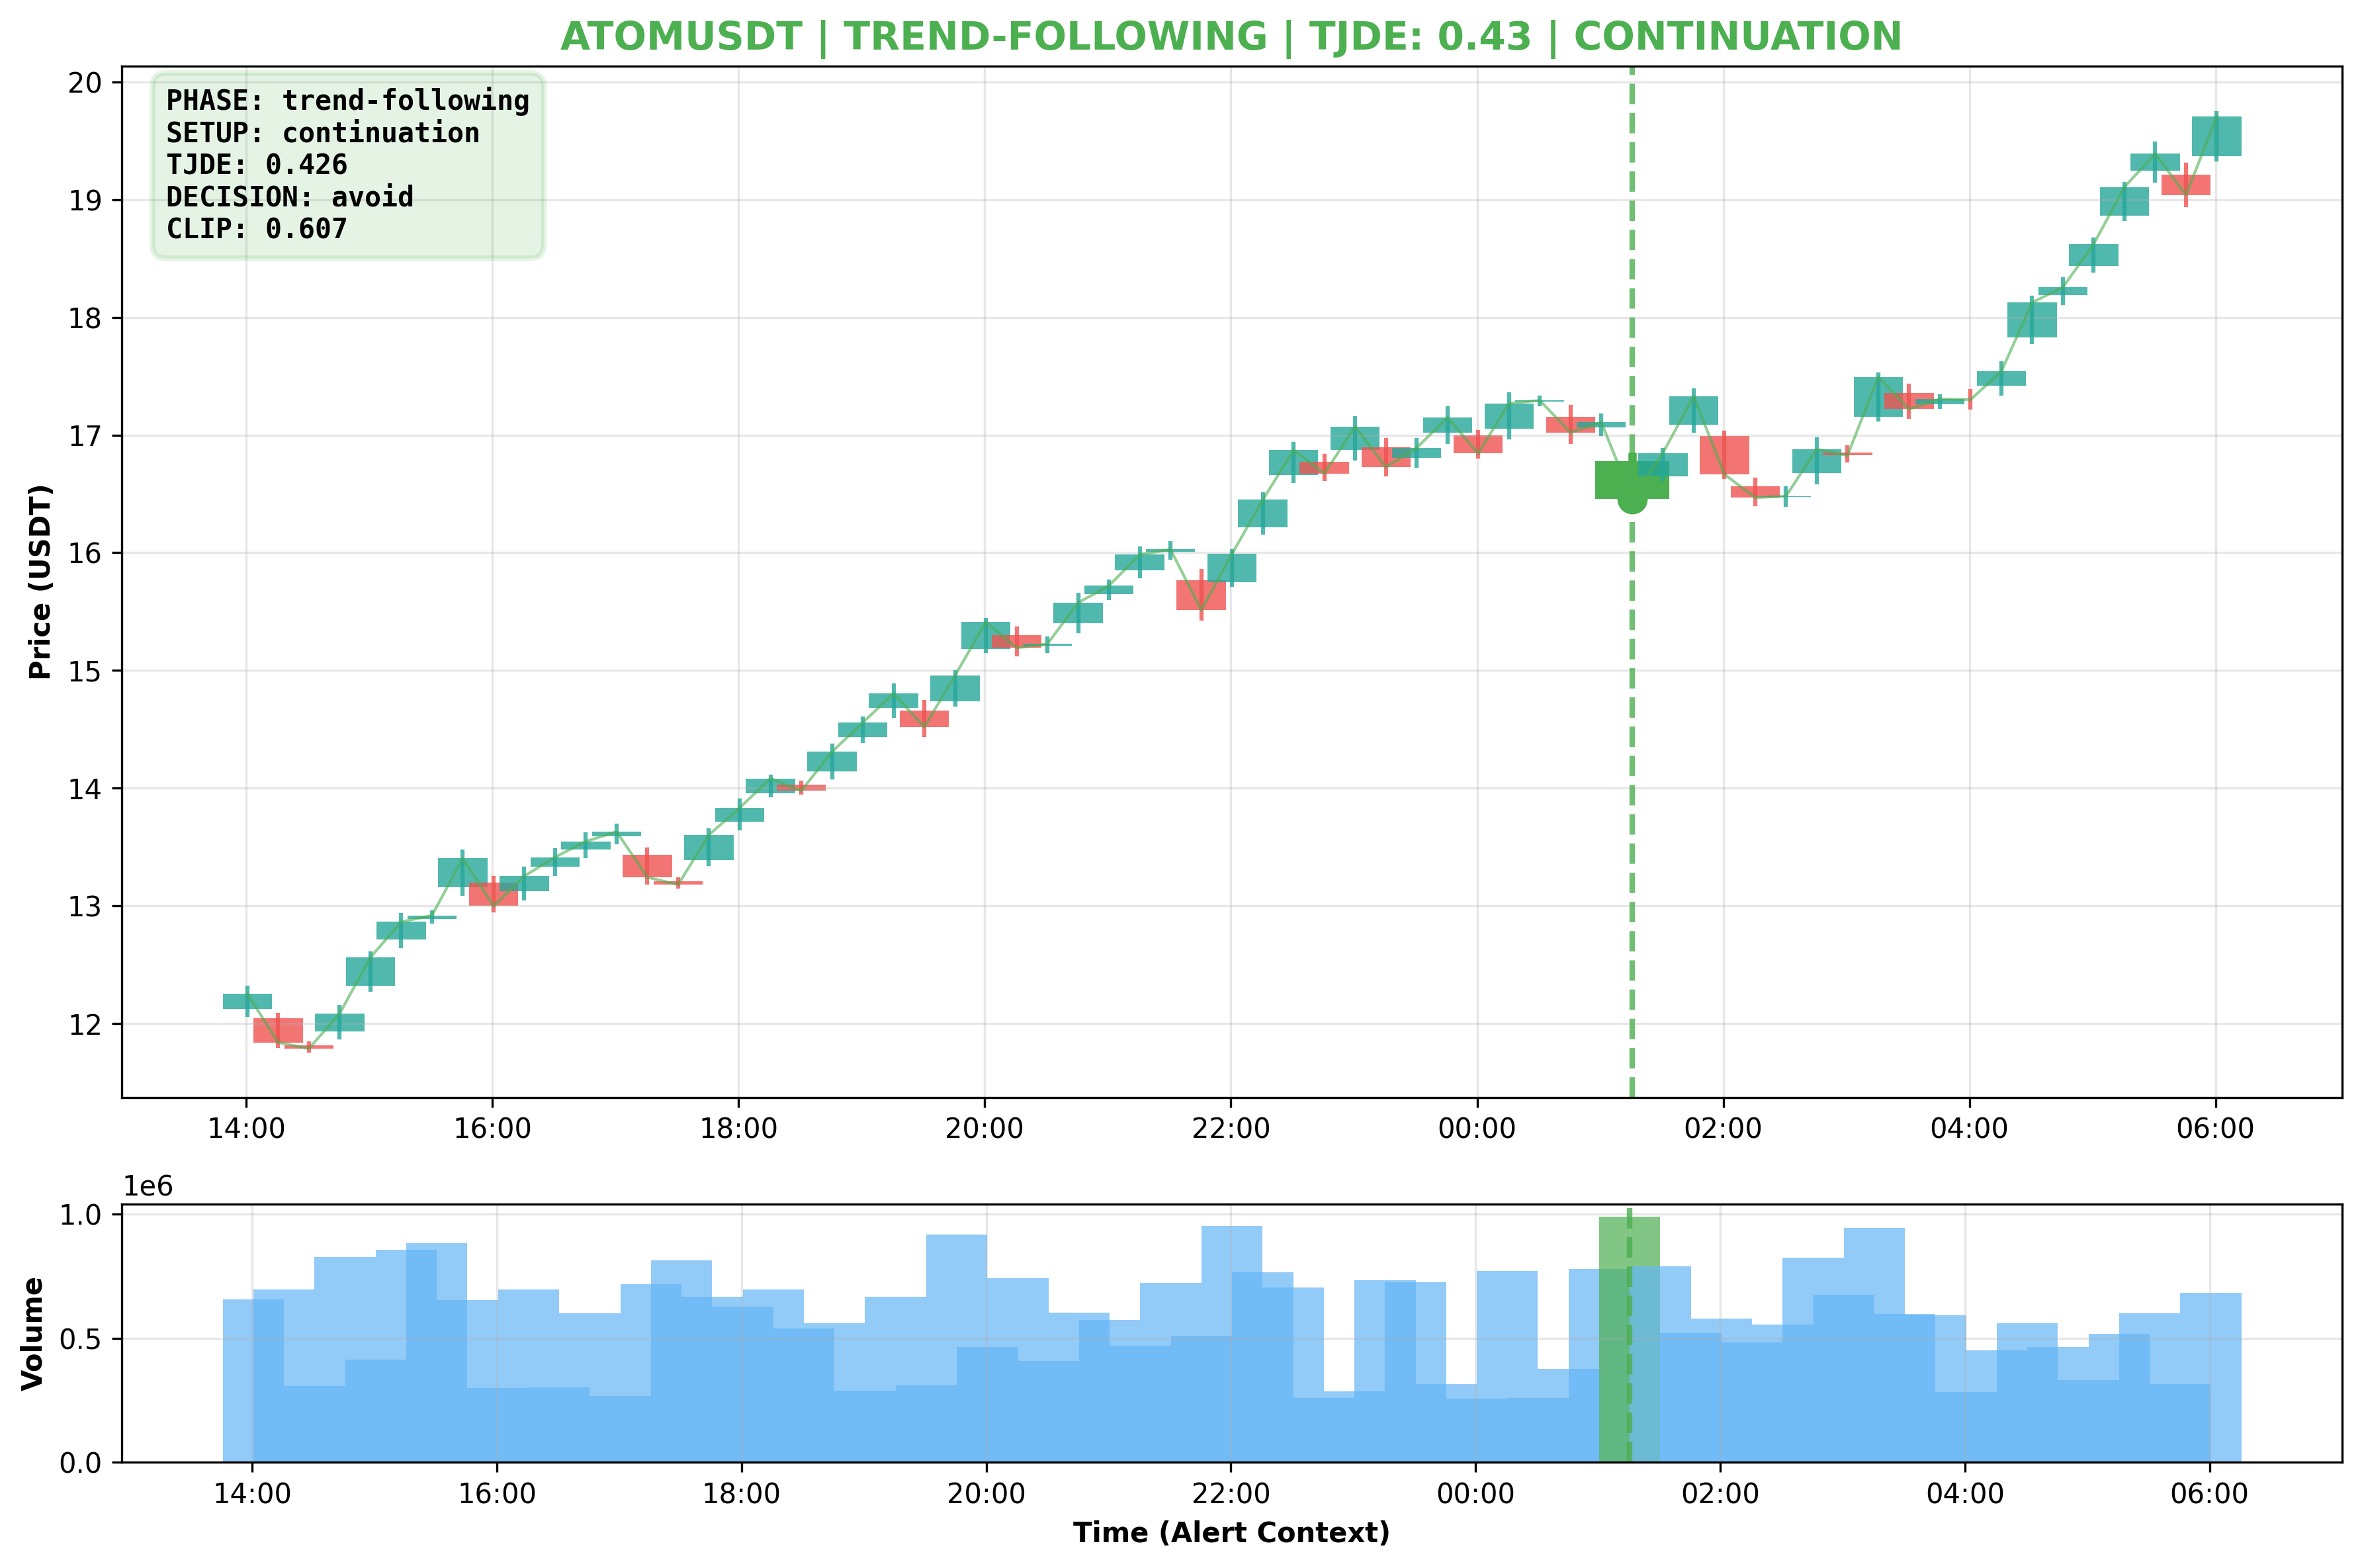 ATOMUSDT | TREND-FOLLOWING | TJDE: 0.43 | CONTINUATION
PHASE: trend-following
SETUP: continuation
TJDE: 0.426
DECISION: avoid
CLIP: 0.607
Price (USDT)
20
19
18
17
16
15
14
13
12
14:00 16:00 18:00 20:00 22:00 00:00 02:00 04:00 06:00
1e6
Volume
1.0
0.5
0.0
14:00 16:00 18:00 20:00 22:00 00:00 02:00 04:00 06:00
Time (Alert Context)